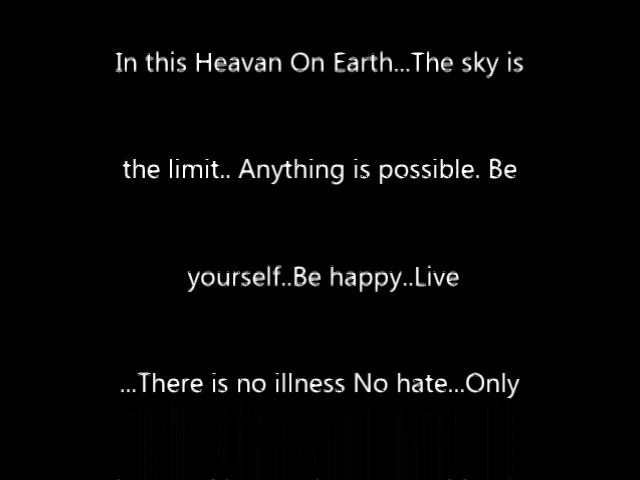 In this Heavan On Earth...The sky is
the limit.. Anything is possible. Be
yourself..Be happy..Live
...There is no illness No hate...Only